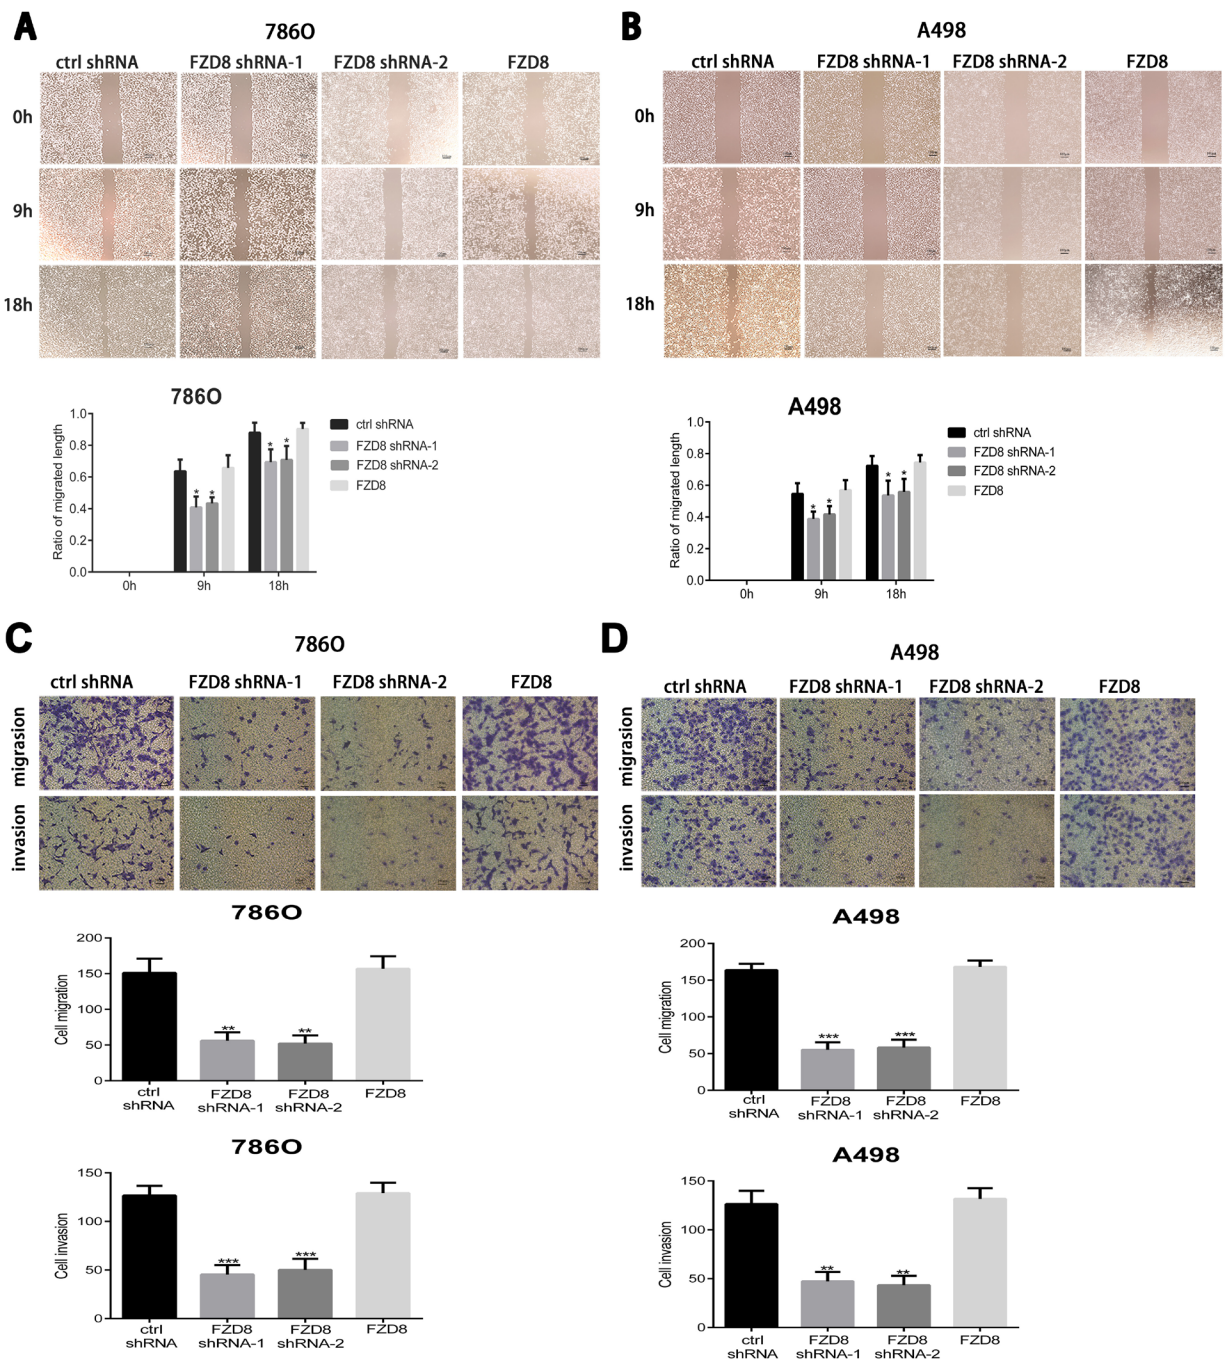 A
786O
ctrl shRNA FZD8 shRNA-1 FZD8 shRNA-2 FZD8
0h
9h
18h
786O
Ratio of migrated length
1.0
0.8
0.6
0.4
0.2
0.0
* *
* *
0h 9h 18h
ctrl shRNA
FZD8 shRNA-1
FZD8 shRNA-2
FZD8
B
A498
ctrl shRNA FZD8 shRNA-1 FZD8 shRNA-2 FZD8
0h
9h
18h
A498
Ratio of migrated length
1.0
0.8
0.6
0.4
0.2
0.0
* *
* *
0h 9h 18h
ctrl shRNA
FZD8 shRNA-1
FZD8 shRNA-2
FZD8
C
786O
ctrl shRNA FZD8 shRNA-1 FZD8 shRNA-2 FZD8
migrasion
invasion
786O
Cell migration
200
150
100
50
0
** **
ctrl FZD8 FZD8 FZD8
shRNA shRNA-1 shRNA-2
786O
Cell invasion
150
100
50
0
*** ***
ctrl FZD8 FZD8 FZD8
shRNA shRNA-1 shRNA-2
D
A498
ctrl shRNA FZD8 shRNA-1 FZD8 shRNA-2 FZD8
migrasion
invasion
A498
Cell migration
200
150
100
50
0
*** ***
ctrl FZD8 FZD8 FZD8
shRNA shRNA-1 shRNA-2
A498
Cell invasion
150
100
50
0
** **
ctrl FZD8 FZD8 FZD8
shRNA shRNA-1 shRNA-2